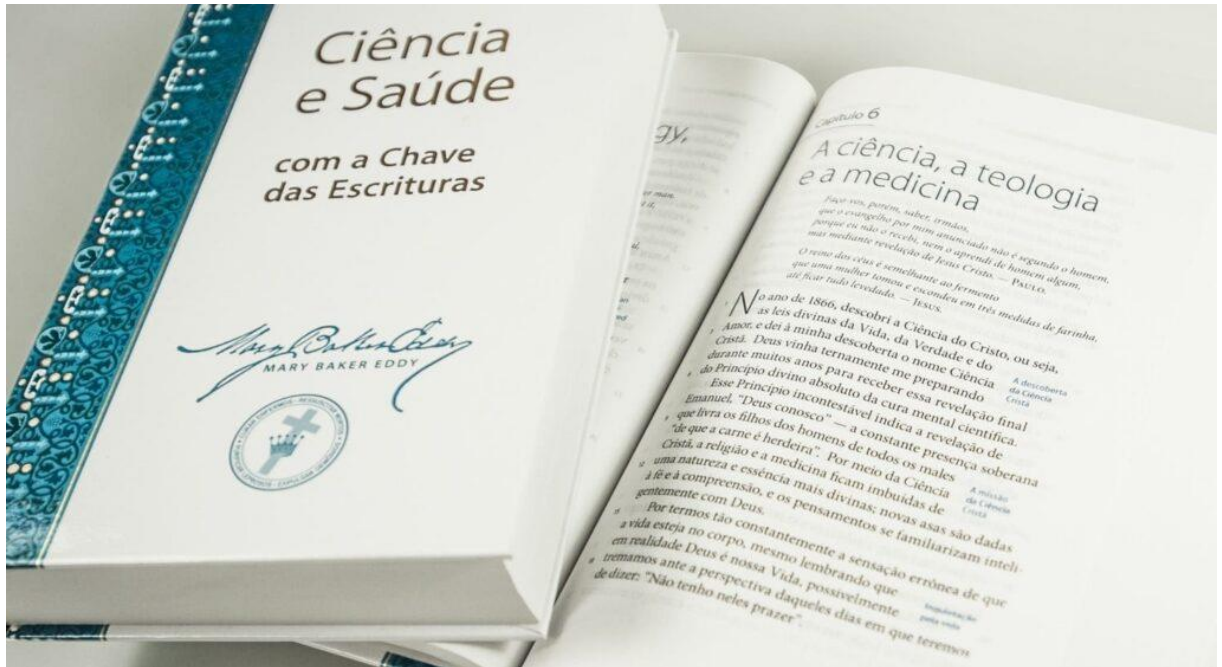 Ciência
e Saúde
com a Chave
das Escrituras
Mary Baker Eddy
MARY BAKER EDDY
gy,
Capítulo 6
A ciência, a teologia
e a medicina
Faço-vos, porém, saber, irmãos,
que o evangelho por mim anunciado não é segundo o homem,
porque eu não o recebi, nem o aprendi de homem algum,
mas mediante revelação de Jesus Cristo. — PAULO.
O reino dos céus é semelhante ao fermento
que uma mulher tomou e escondeu em três medidas de farinha,
até ficar tudo levedado. — JESUS.
No ano de 1866, descobri a Ciência do Cristo, ou seja,
as leis divinas da Vida, da Verdade e do
Amor, e dei à minha descoberta o nome Ciência
Cristã. Deus vinha ternamente me preparando
durante muitos anos para receber essa revelação final
do Princípio divino absoluto da cura mental científica.
A descoberta
da Ciência
Cristã
Esse Princípio incontestável indica a revelação de
Emanuel, “Deus conosco” — a constante presença soberana
que livra os filhos dos homens de todos os males
“de que a carne é herdeira”. Por meio da Ciência
Cristã, a religião e a medicina ficam imbuídas de
uma natureza e essência mais divinas; novas asas são dadas
à fé e à compreensão, e os pensamentos se familiarizam inteli-
gentemente com Deus.
A missão
da Ciência
Cristã
Por termos tão constantemente a sensação errônea de que
a vida esteja no corpo, mesmo lembrando que
em realidade Deus é nossa Vida, possivelmente
tremamos ante a perspectiva daqueles dias em que teremos
de dizer: “Não tenho neles prazer”.
pela vida